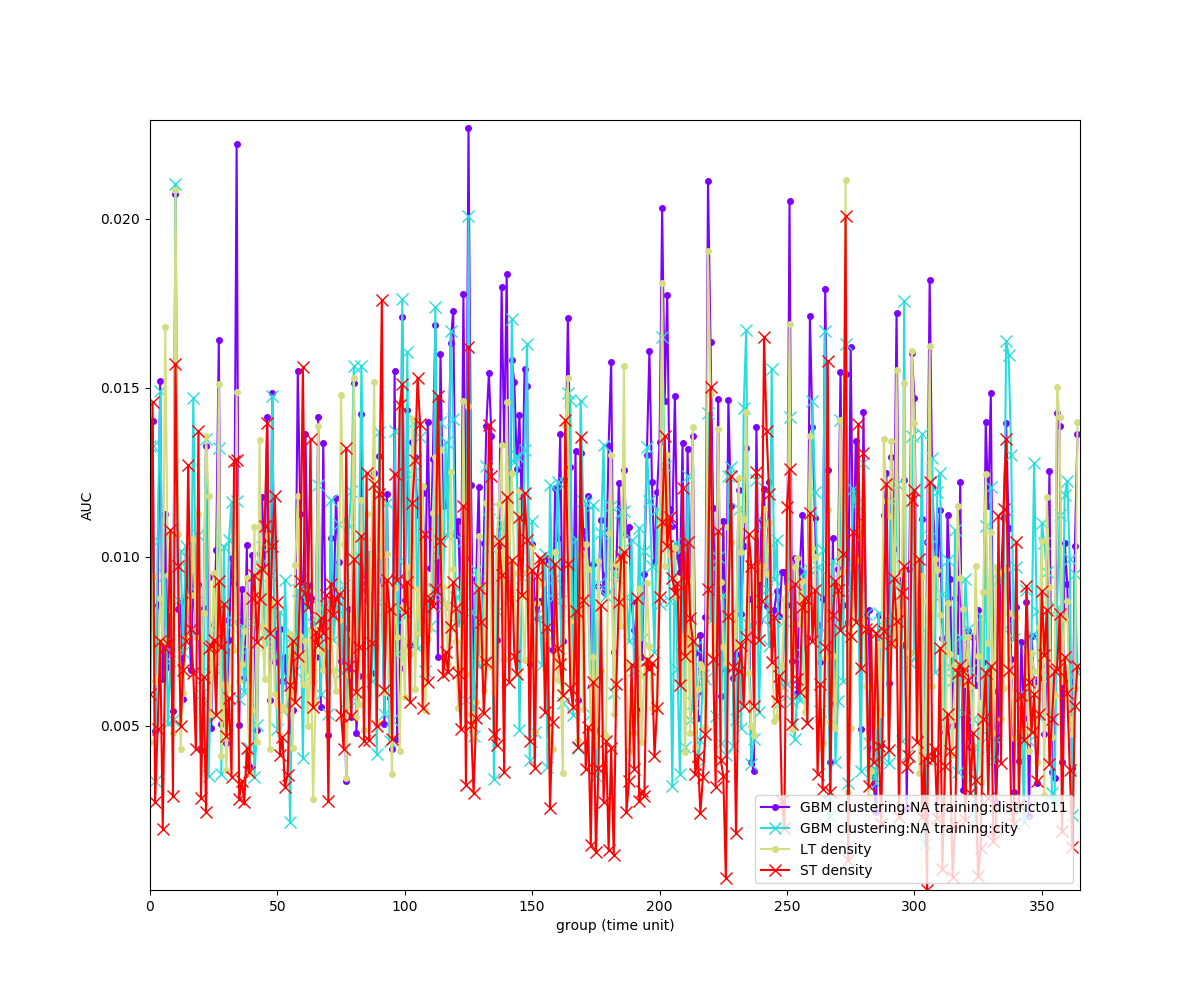 0.020
0.015
0.010
0.005
AUC
0
50
100
150
200
250
300
350
group (time unit)
GBM clustering:NA training:district011
GBM clustering:NA training:city
LT density
ST density